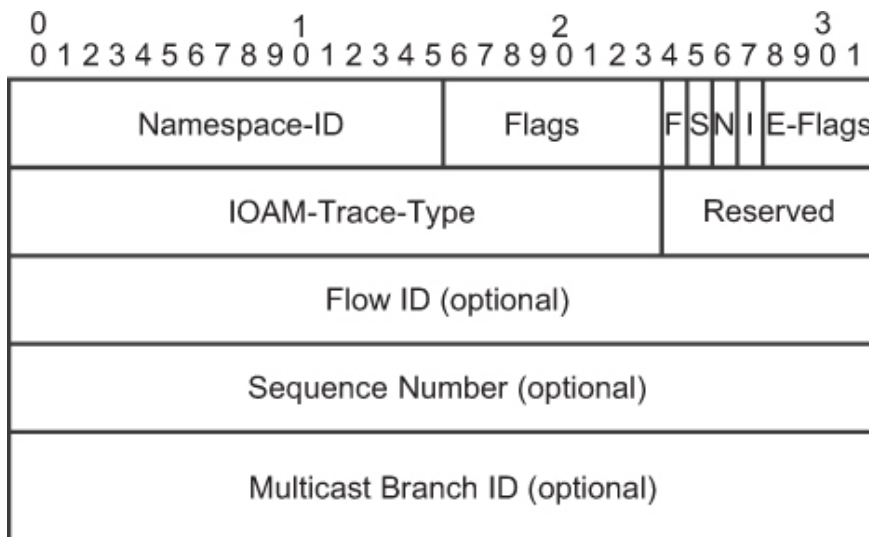 0 1 2 3
0 1 2 3 4 5 6 7 8 9 0 1 2 3 4 5 6 7 8 9 0 1 2 3 4 5 6 7 8 9 0 1
Namespace-ID Flags F S N I E-Flags
IOAM-Trace-Type Reserved
Flow ID (optional)
Sequence Number (optional)
Multicast Branch ID (optional)